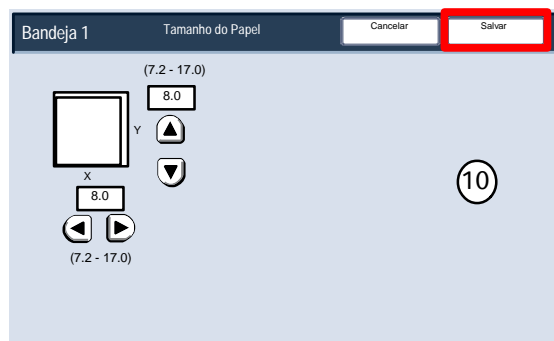 Bandeja 1 Tamanho do Papel Cancelar Salvar
(7.2 - 17.0)
8.0
Y
X
8.0
(7.2 - 17.0)
10